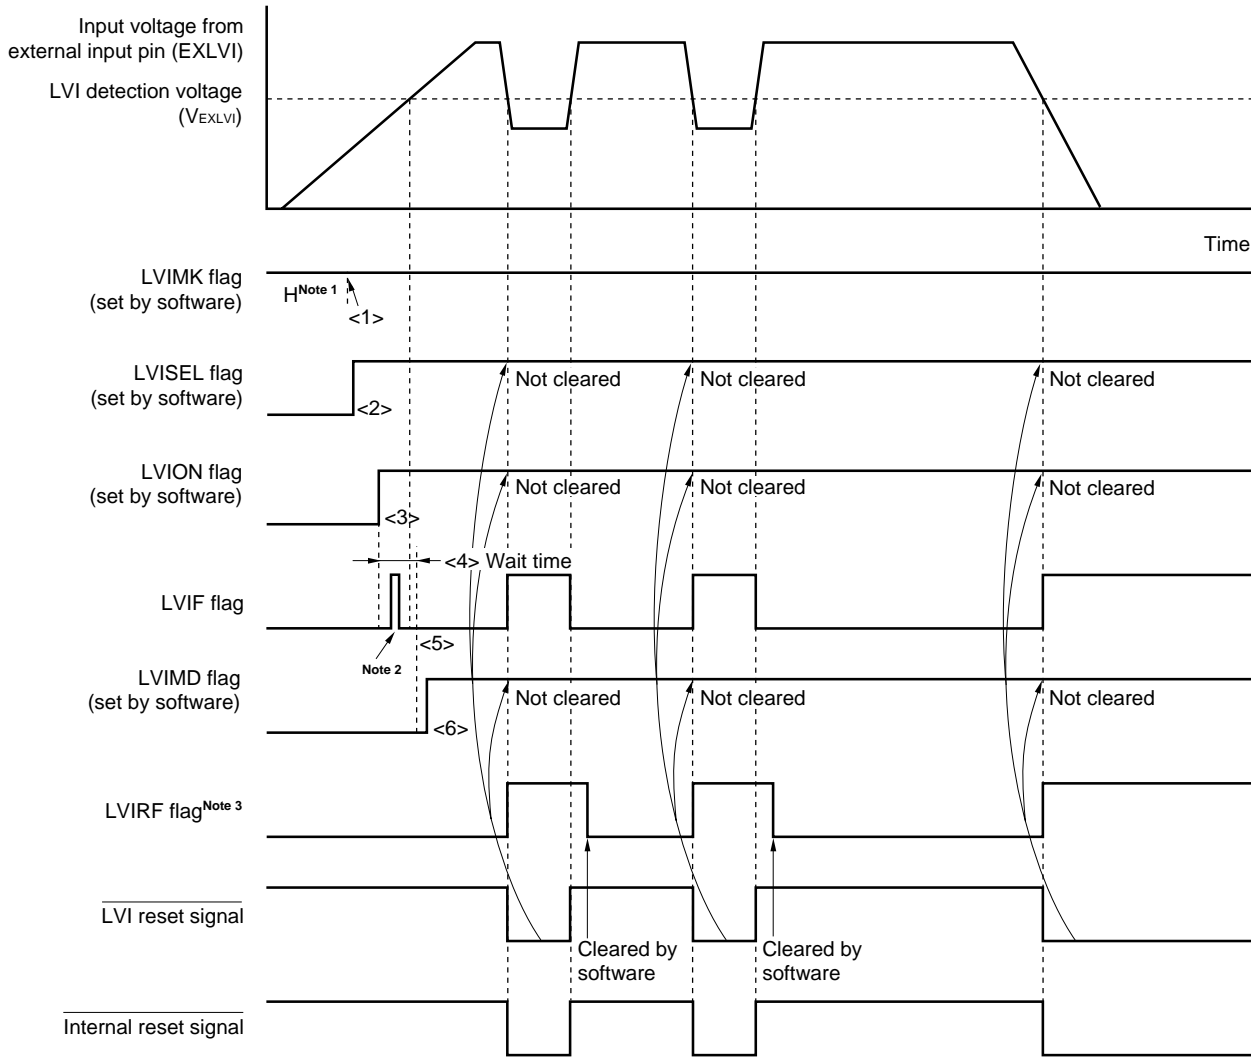 Input voltage from
external input pin (EXLVI)
LVI detection voltage
(VEXLVI)
Time
LVIMK flag
(set by software)
HNote 1
<1>
LVISEL flag
(set by software)
<2>
Not cleared
Not cleared
Not cleared
LVION flag
(set by software)
<3>
Not cleared
Not cleared
Not cleared
<4> Wait time
LVIF flag
Note 2
<5>
LVIMD flag
(set by software)
<6>
Not cleared
Not cleared
Not cleared
LVIRF flagNote 3
LVI reset signal
Cleared by
software
Cleared by
software
Internal reset signal